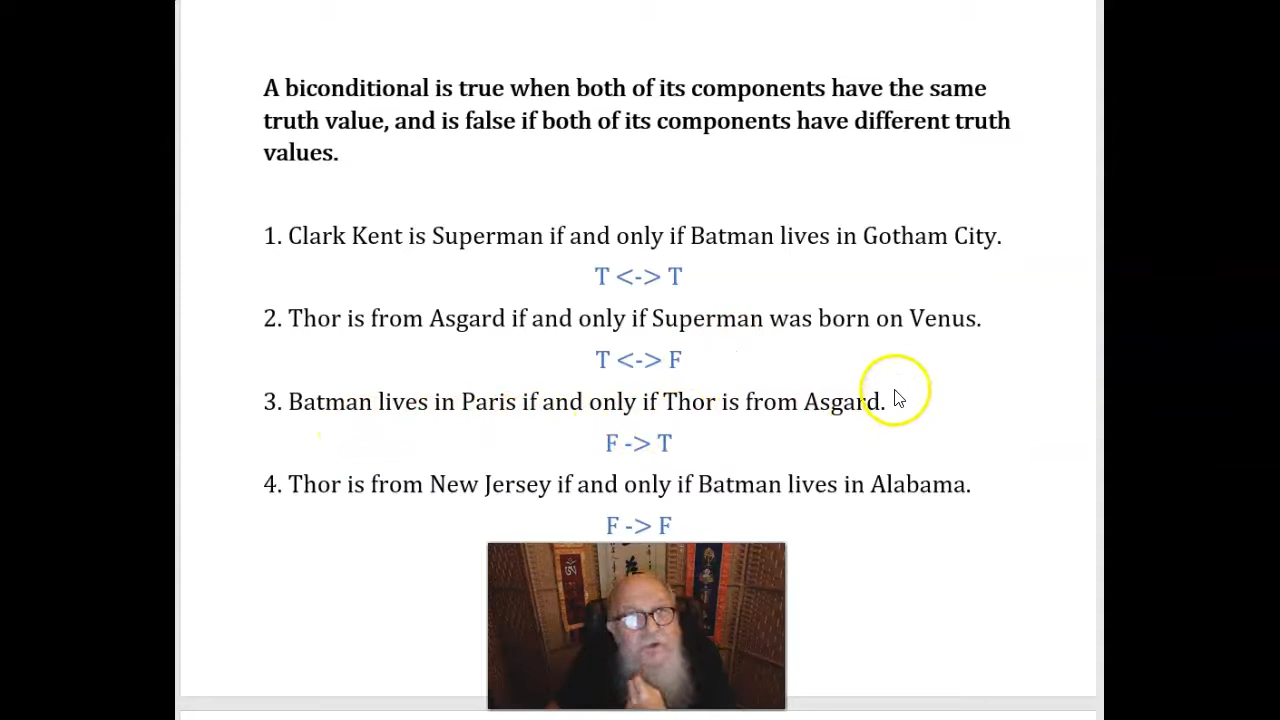 A biconditional is true when both of its components have the same
truth value, and is false if both of its components have different truth
values.
1. Clark Kent is Superman if and only if Batman lives in Gotham City.
T <-> T
2. Thor is from Asgard if and only if Superman was born on Venus.
T <-> F
3. Batman lives in Paris if and only if Thor is from Asgard.
F -> T
4. Thor is from New Jersey if and only if Batman lives in Alabama.
F -> F